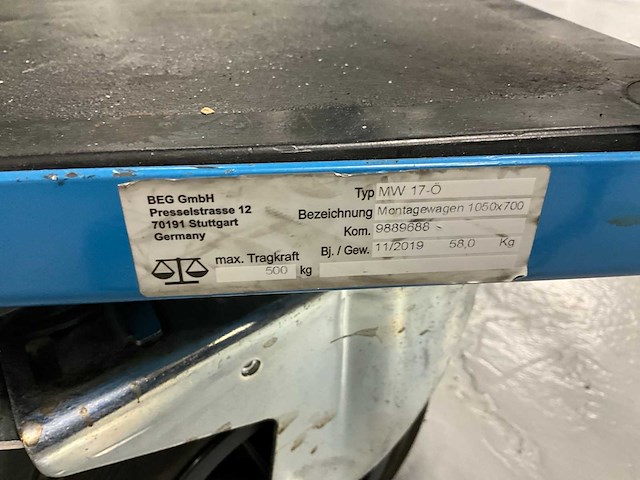 BEG GmbH
Presselstrasse 12
70191 Stuttgart
Germany
max. Tragkraft
500 kg
Typ MW 17-Ö
Bezeichnung Montagewagen 1050x700
Kom. 9889688
Bj. / Gew. 11/2019 58,0 Kg